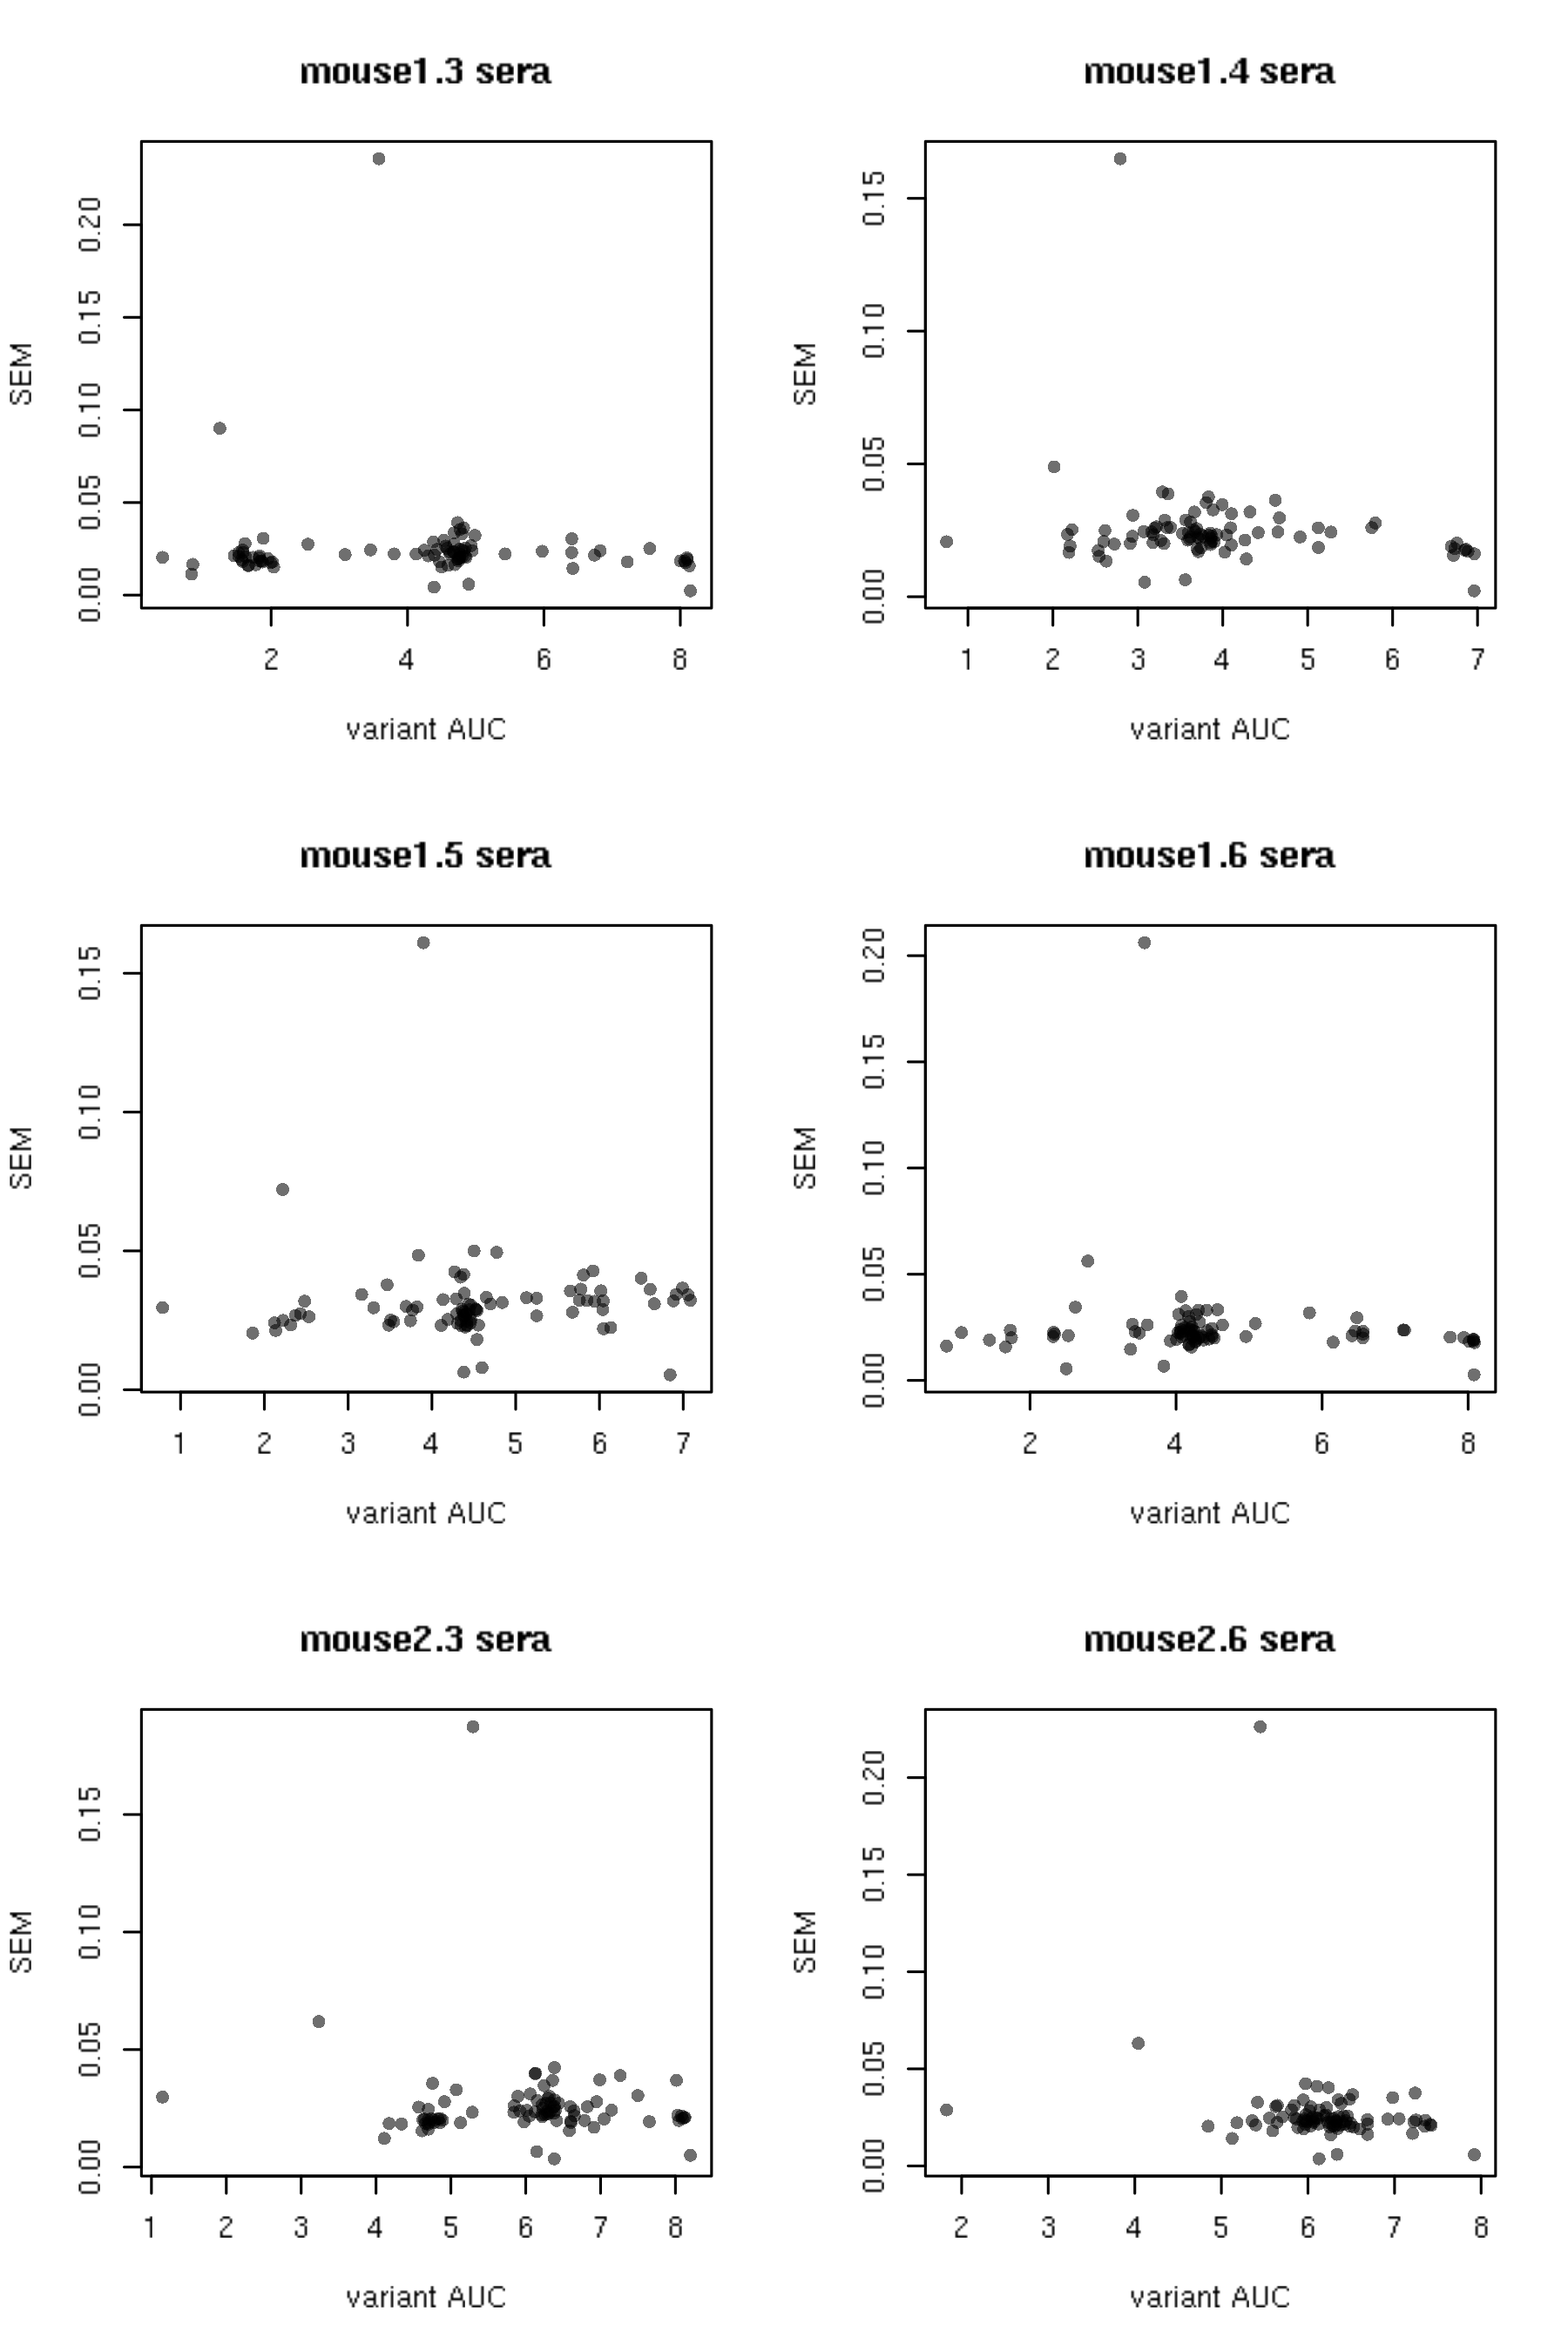 mouse1.3 sera
SEM
0.00 0.05 0.10 0.15 0.20
2 4 6 8
variant AUC
mouse1.4 sera
SEM
0.00 0.05 0.10 0.15
1 2 3 4 5 6 7
variant AUC
mouse1.5 sera
SEM
0.00 0.05 0.10 0.15
1 2 3 4 5 6 7
variant AUC
mouse1.6 sera
SEM
0.00 0.05 0.10 0.15 0.20
2 4 6 8
variant AUC
mouse2.3 sera
SEM
0.00 0.05 0.10 0.15
1 2 3 4 5 6 7 8
variant AUC
mouse2.6 sera
SEM
0.00 0.05 0.10 0.15 0.20
2 3 4 5 6 7 8
variant AUC